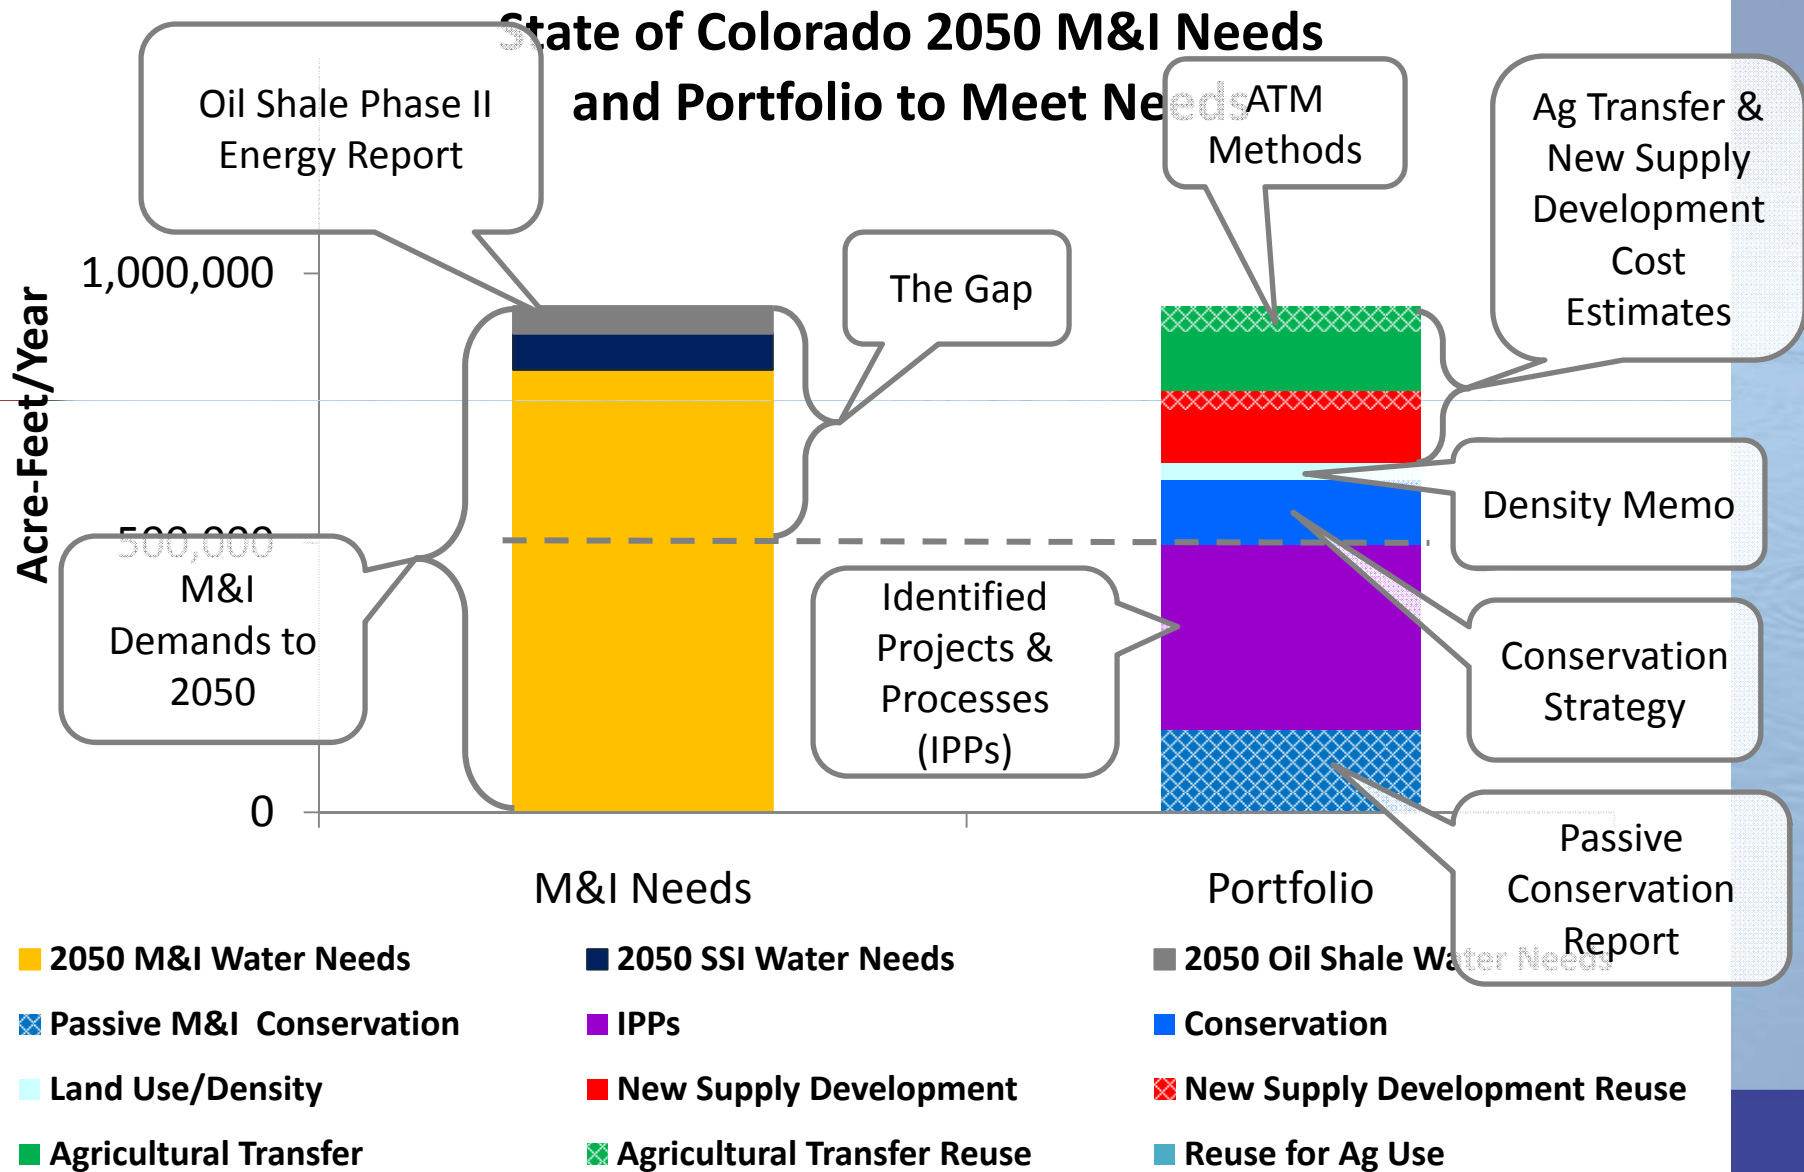 State of Colorado 2050 M&I Needs
and Portfolio to Meet Needs
Oil Shale Phase II
Energy Report
ATM
Methods
Ag Transfer &
New Supply
Development
Cost
Estimates
The Gap
Acre-Feet/Year
1,000,000
500,000
0
M&I
Demands to
2050
Identified
Projects &
Processes
(IPPs)
Density Memo
Conservation
Strategy
Passive
Conservation
Report
M&I Needs
Portfolio
2050 M&I Water Needs
2050 SSI Water Needs
2050 Oil Shale Water Needs
Passive M&I  Conservation
IPPs
Conservation
Land Use/Density
New Supply Development
New Supply Development Reuse
Agricultural Transfer
Agricultural Transfer Reuse
Reuse for Ag Use